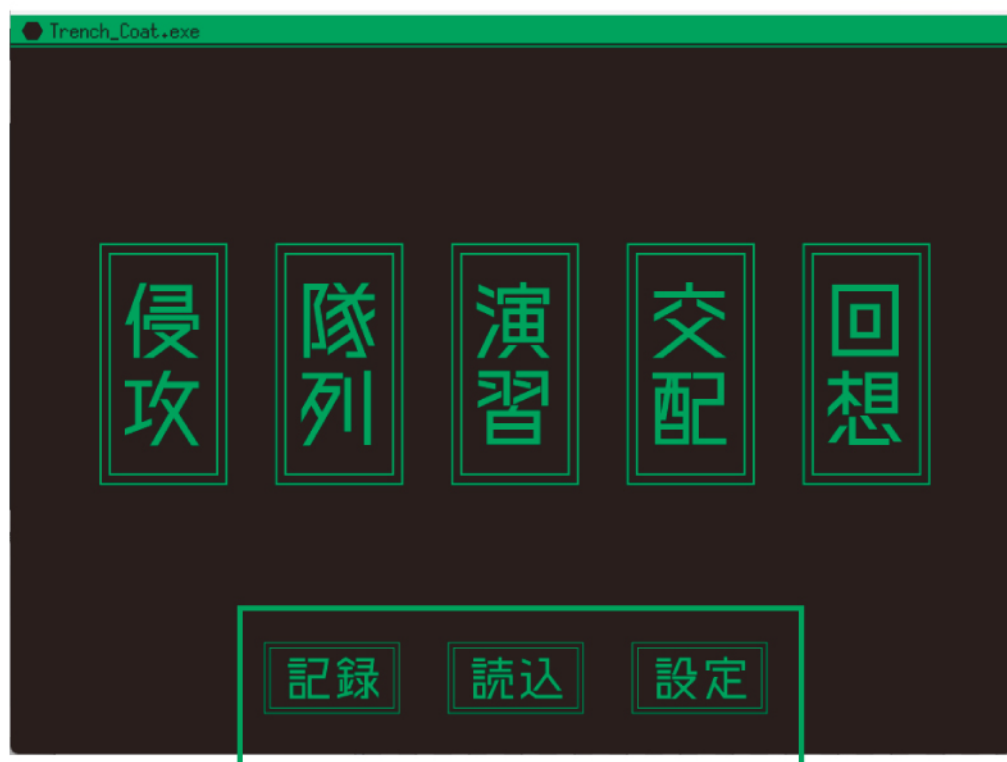 Trench_Coat.exe
侵攻
隊列
演習
交配
回想
記録
読込
設定